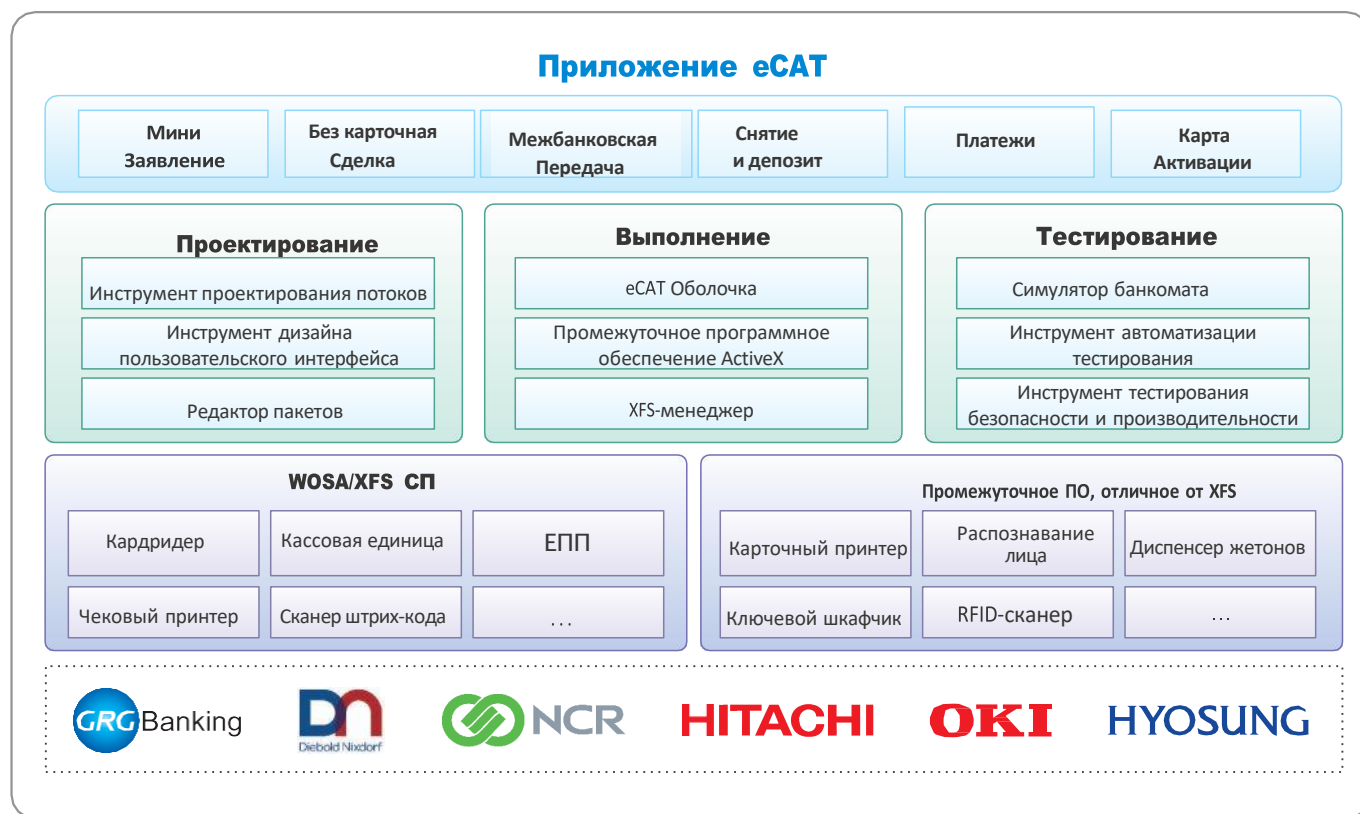 Приложение eCAT
Мини
Заявление
Без карточная
Сделка
Межбанковская
Передача
Снятие
и депозит
Платежи
Карта
Активации
Проектирование
Инструмент проектирования потоков
Инструмент дизайна
пользовательского интерфейса
Редактор пакетов
Выполнение
eCAT Оболочка
Промежуточное программное
обеспечение ActiveX
XFS-менеджер
Тестирование
Симулятор банкомата
Инструмент автоматизации
тестирования
Инструмент тестирования
безопасности и производительности
WOSA/XFS СП
Кардридер
Кассовая единица
ЕПП
Чековый принтер
Сканер штрих-кода
...
Промежуточное ПО, отличное от XFS
Карточный принтер
Распознавание
лица
Диспенсер жетонов
Ключевой шкафчик
RFID-сканер
...
GRG Banking
DN
Diebold Nixdorf
NCR
HITACHI
OKI
HYOSUNG